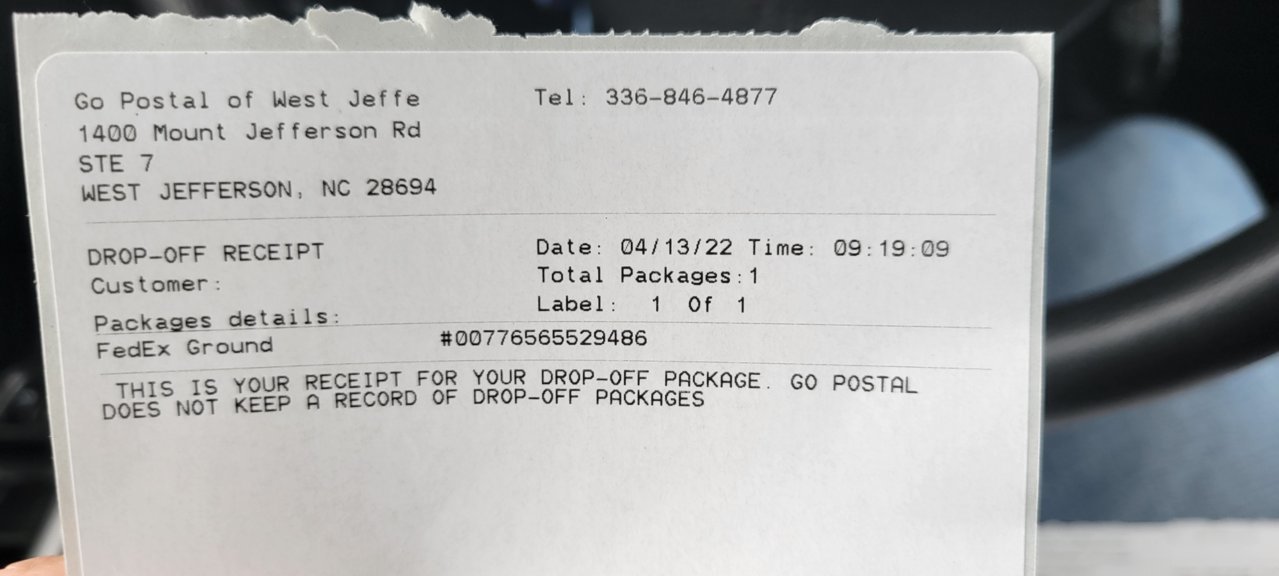 Go Postal of West Jeffe Tel: 336-846-4877
1400 Mount Jefferson Rd
STE 7
WEST JEFFERSON, NC 28694
DROP-OFF RECEIPT Date: 04/13/22 Time: 09:19:09
Customer: Total Packages:1
Label: 1 Of 1
Packages details:
FedEx Ground #00776565529486
THIS IS YOUR RECEIPT FOR YOUR DROP-OFF PACKAGE. GO POSTAL
DOES NOT KEEP A RECORD OF DROP-OFF PACKAGES